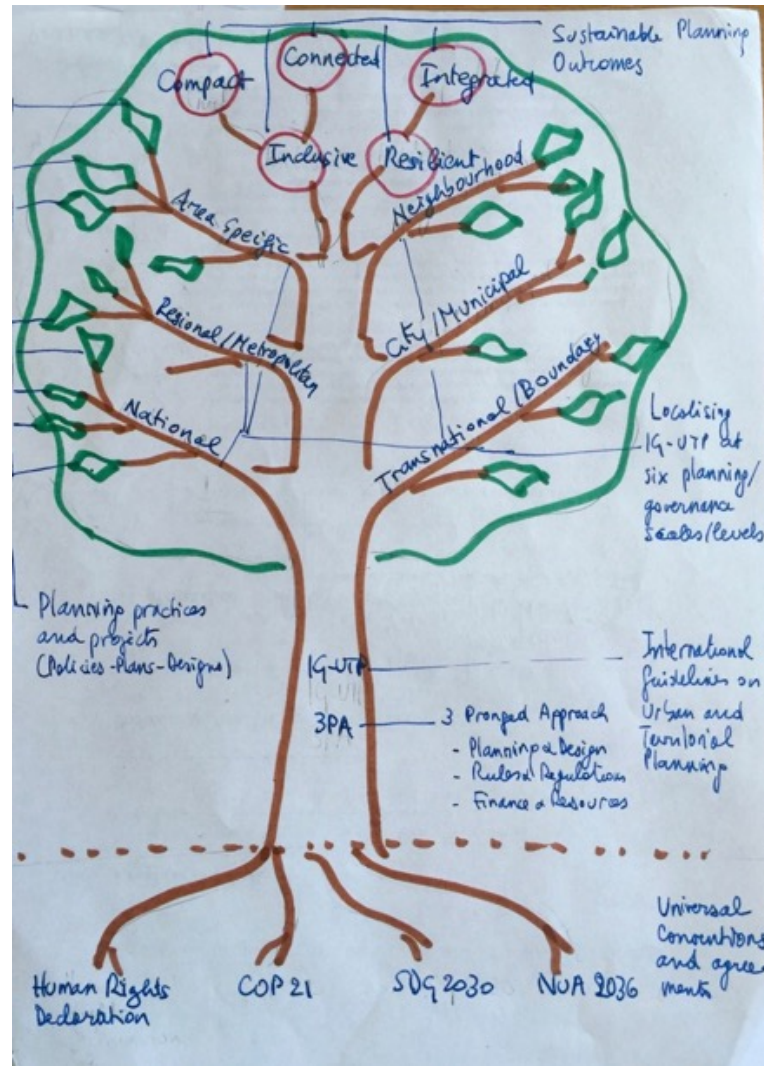 Sustainable Planning
Outcomes
Compact
Connected
Integrated
Inclusive
Resilient
Area Specific
Neighbourhood
Regional/Metropolitan
City/Municipal
National
Transnational/Boundary
Localising
IG-UTP at
six planning/
governance
scales/levels
Planning practices
and projects
(Policies-Plans-Designs)
IG-UTP
International
Guidelines on
Urban and
Territorial
Planning
3PA
3 Pronged Approach
- Planning & Design
- Rules & Regulations
- Finance & Resources
Universal
Conventions
and agree
ments
Human Rights
Declaration
COP 21
SDG 2030
NUA 2036